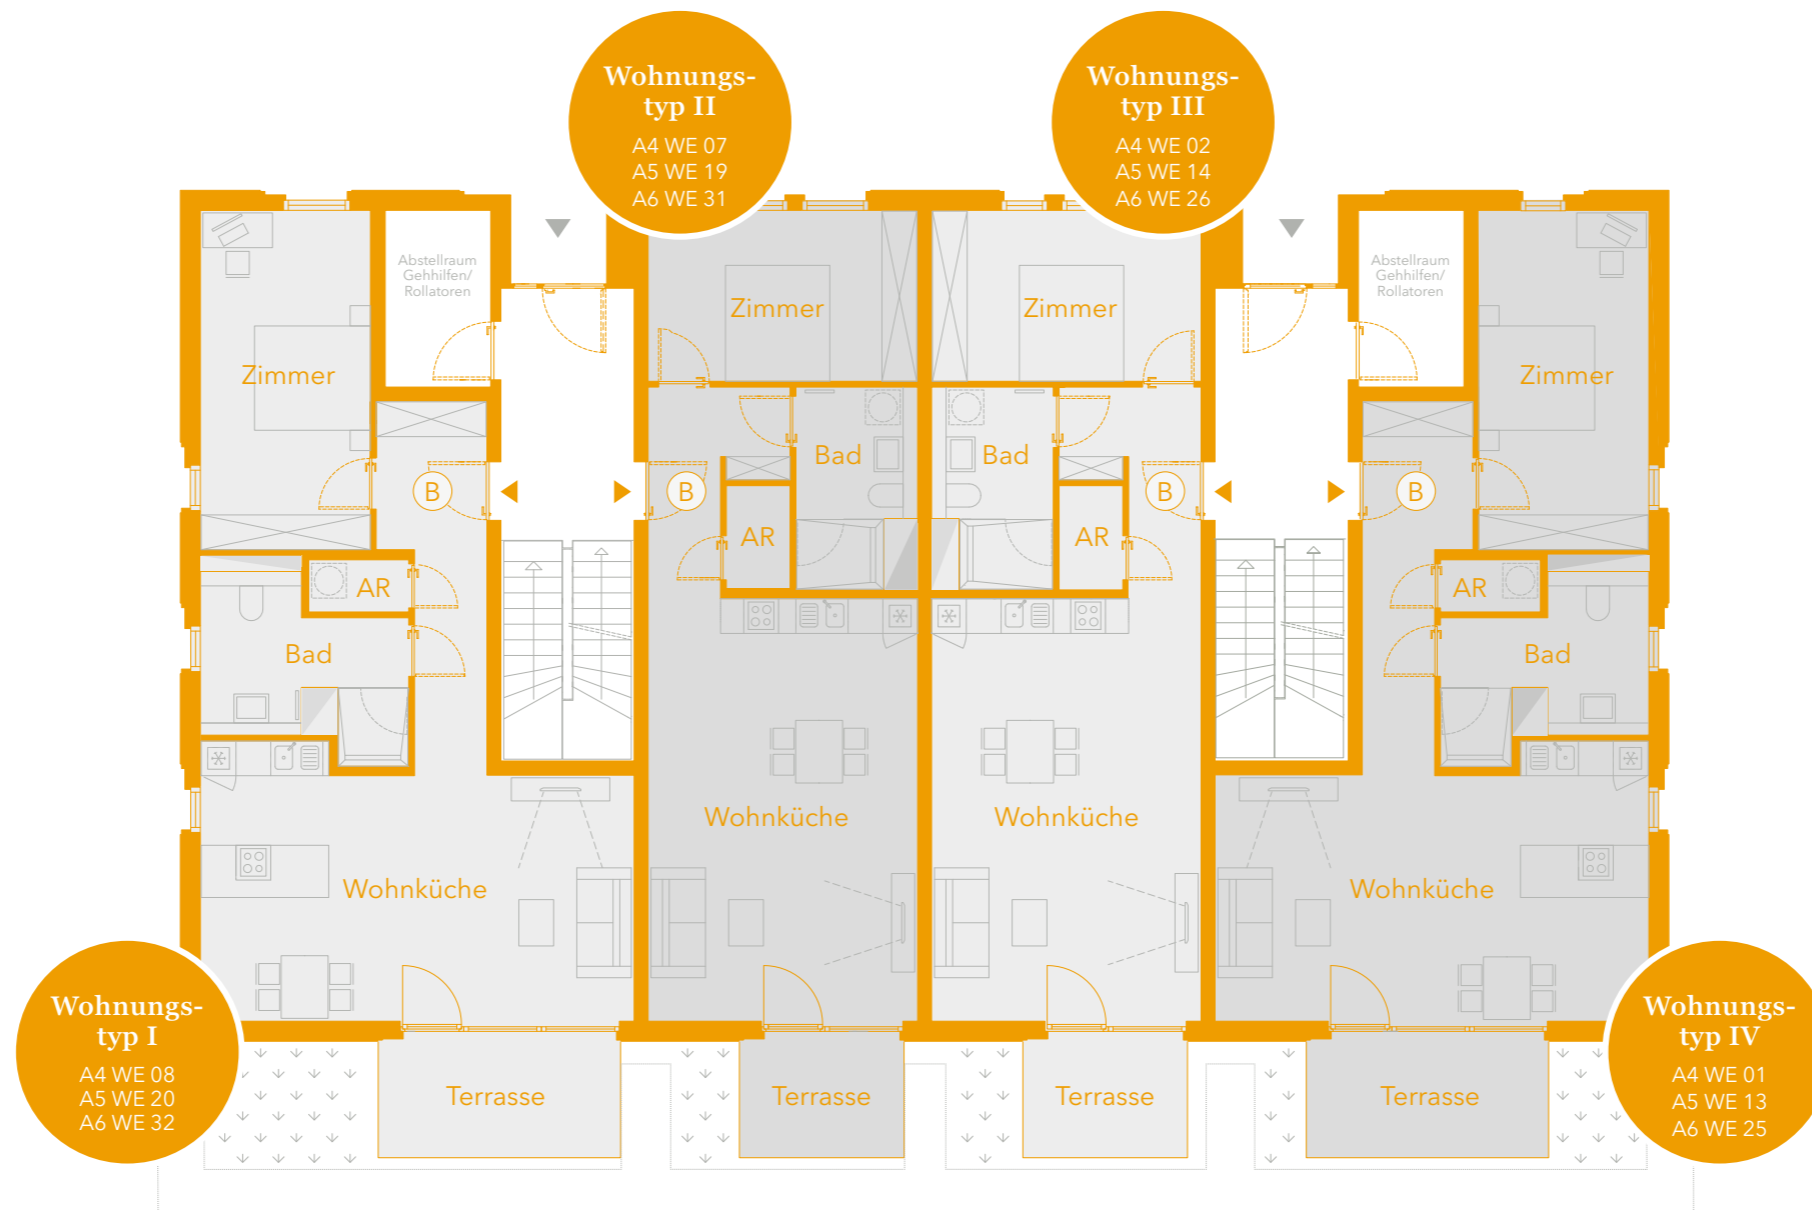 Wohnungs-
typ II
A4 WE 07
A5 WE 19
A6 WE 31
Wohnungs-
typ III
A4 WE 02
A5 WE 14
A6 WE 26
Abstellraum
Gehhilfen/
Rollatoren
Abstellraum
Gehhilfen/
Rollatoren
Zimmer
Zimmer
Zimmer
Zimmer
Bad
Bad
B
B
B
B
AR
AR
AR
AR
Bad
Bad
Wohnküche
Wohnküche
Wohnküche
Wohnküche
Wohnungs-
typ I
A4 WE 08
A5 WE 20
A6 WE 32
Wohnungs-
typ IV
A4 WE 01
A5 WE 13
A6 WE 25
Terrasse
Terrasse
Terrasse
Terrasse